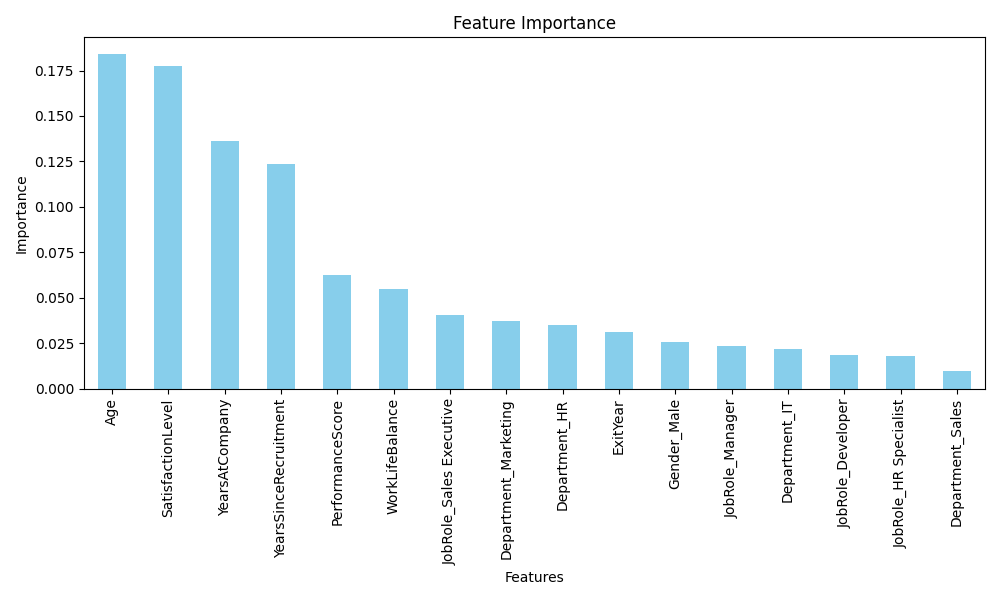 Feature Importance
Importance
0.175
0.150
0.125
0.100
0.075
0.050
0.025
0.000
Age
SatisfactionLevel
YearsAtCompany
YearsSinceRecruitment
PerformanceScore
WorkLifeBalance
JobRole_Sales Executive
Department_Marketing
Department_HR
ExitYear
Gender_Male
JobRole_Manager
Department_IT
JobRole_Developer
JobRole_HR Specialist
Department_Sales
Features